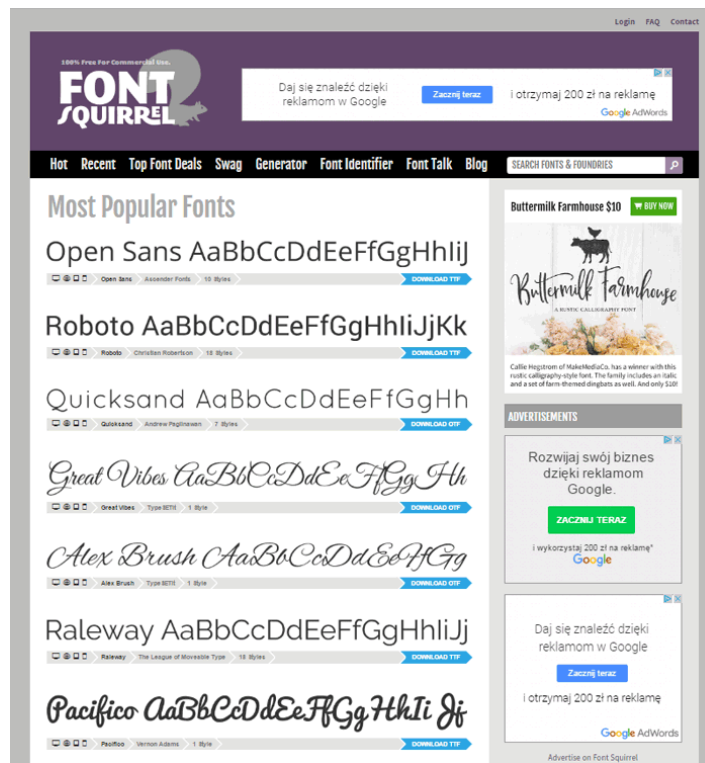 Login FAQ Contact
100% Free For Commercial Use.
FONT
SQUIRREL
Daj się znaleźć dzięki
reklamom w Google
Zacznij teraz
i otrzymaj 200 zł na reklamę
Google AdWords
Hot Recent Top Font Deals Swag Generator Font Identifier Font Talk Blog
SEARCH FONTS & FOUNDRIES
Most Popular Fonts
Open Sans AaBbCcDdEeFfGgHhIiJ
Open Sans Ascender Fonts 10 Styles DOWNLOAD TTF
Roboto AaBbCcDdEeFfGgHhIiJjKk
Roboto Christian Robertson 18 Styles DOWNLOAD TTF
Quicksand AaBbCcDdEeFfGgHh
Quicksand Andrew Paglinawan 7 Styles DOWNLOAD OTF
Great Vibes AaBbCcDdEeFfGg Hh
Great Vibes TypeSETit 1 Style DOWNLOAD OTF
Alex Brush AaBbCcDdEeFfGg
Alex Brush TypeSETit 1 Style DOWNLOAD OTF
Raleway AaBbCcDdEeFfGgHhIiJj
Raleway The League of Moveable Type 18 Styles DOWNLOAD TTF
Pacifico AaBbCcDdEeFfGgHhIi Jj
Pacifico Vernon Adams 1 Style DOWNLOAD TTF
Buttermilk Farmhouse $10 BUY NOW
Buttermilk Farmhouse
A RUSTIC CALLIGRAPHY FONT
Callie Hegstrom of MakeMediaCo. has a winner with this
rustic calligraphy-style font. The family includes an italic
and a set of farm-themed dingbats as well. And only $10!
ADVERTISEMENTS
Rozwijaj swój biznes
dzięki reklamom
Google.
ZACZNIJ TERAZ
i wykorzystaj 200 zł na reklamę*
Google
Daj się znaleźć dzięki
reklamom w Google
Zacznij teraz
i otrzymaj 200 zł na reklamę
Google AdWords
Advertise on Font Squirrel